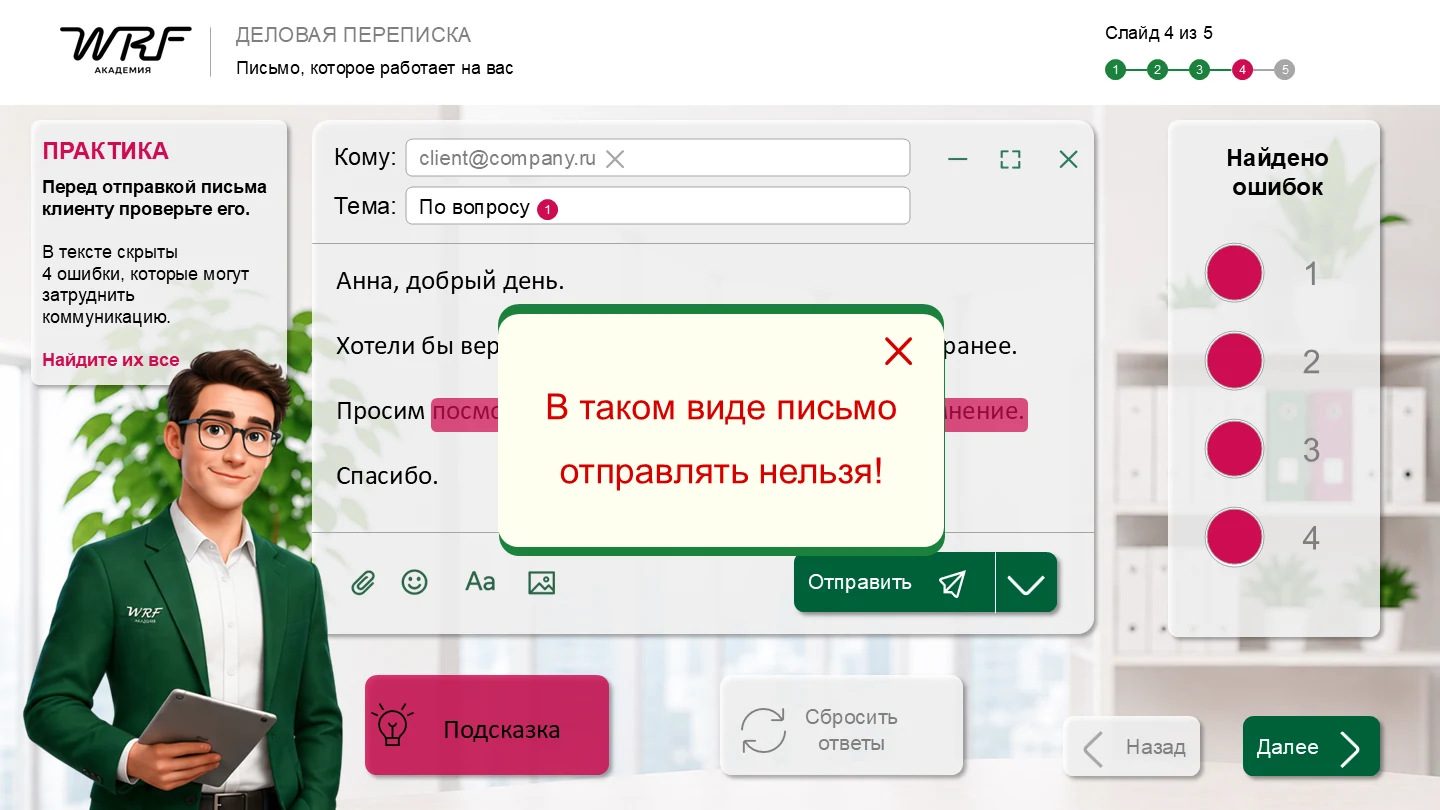 WRF
АКАДЕМИЯ
ДЕЛОВАЯ ПЕРЕПИСКА
Письмо, которое работает на вас
Слайд 4 из 5
1 2 3 4 5
ПРАКТИКА
Перед отправкой письма
клиенту проверьте его.
В тексте скрыты
4 ошибки, которые могут
затруднить
коммуникацию.
Найдите их все
Кому: client@company.ru
Тема: По вопросу 1
Анна, добрый день.
Хотели бы
Просим
Спасибо.
В таком виде письмо
отправлять нельзя!
Aa
Отправить
Найдено
ошибок
1
2
3
4
WRF
АКАДЕМИЯ
Подсказка
Сбросить
ответы
Назад
Далее